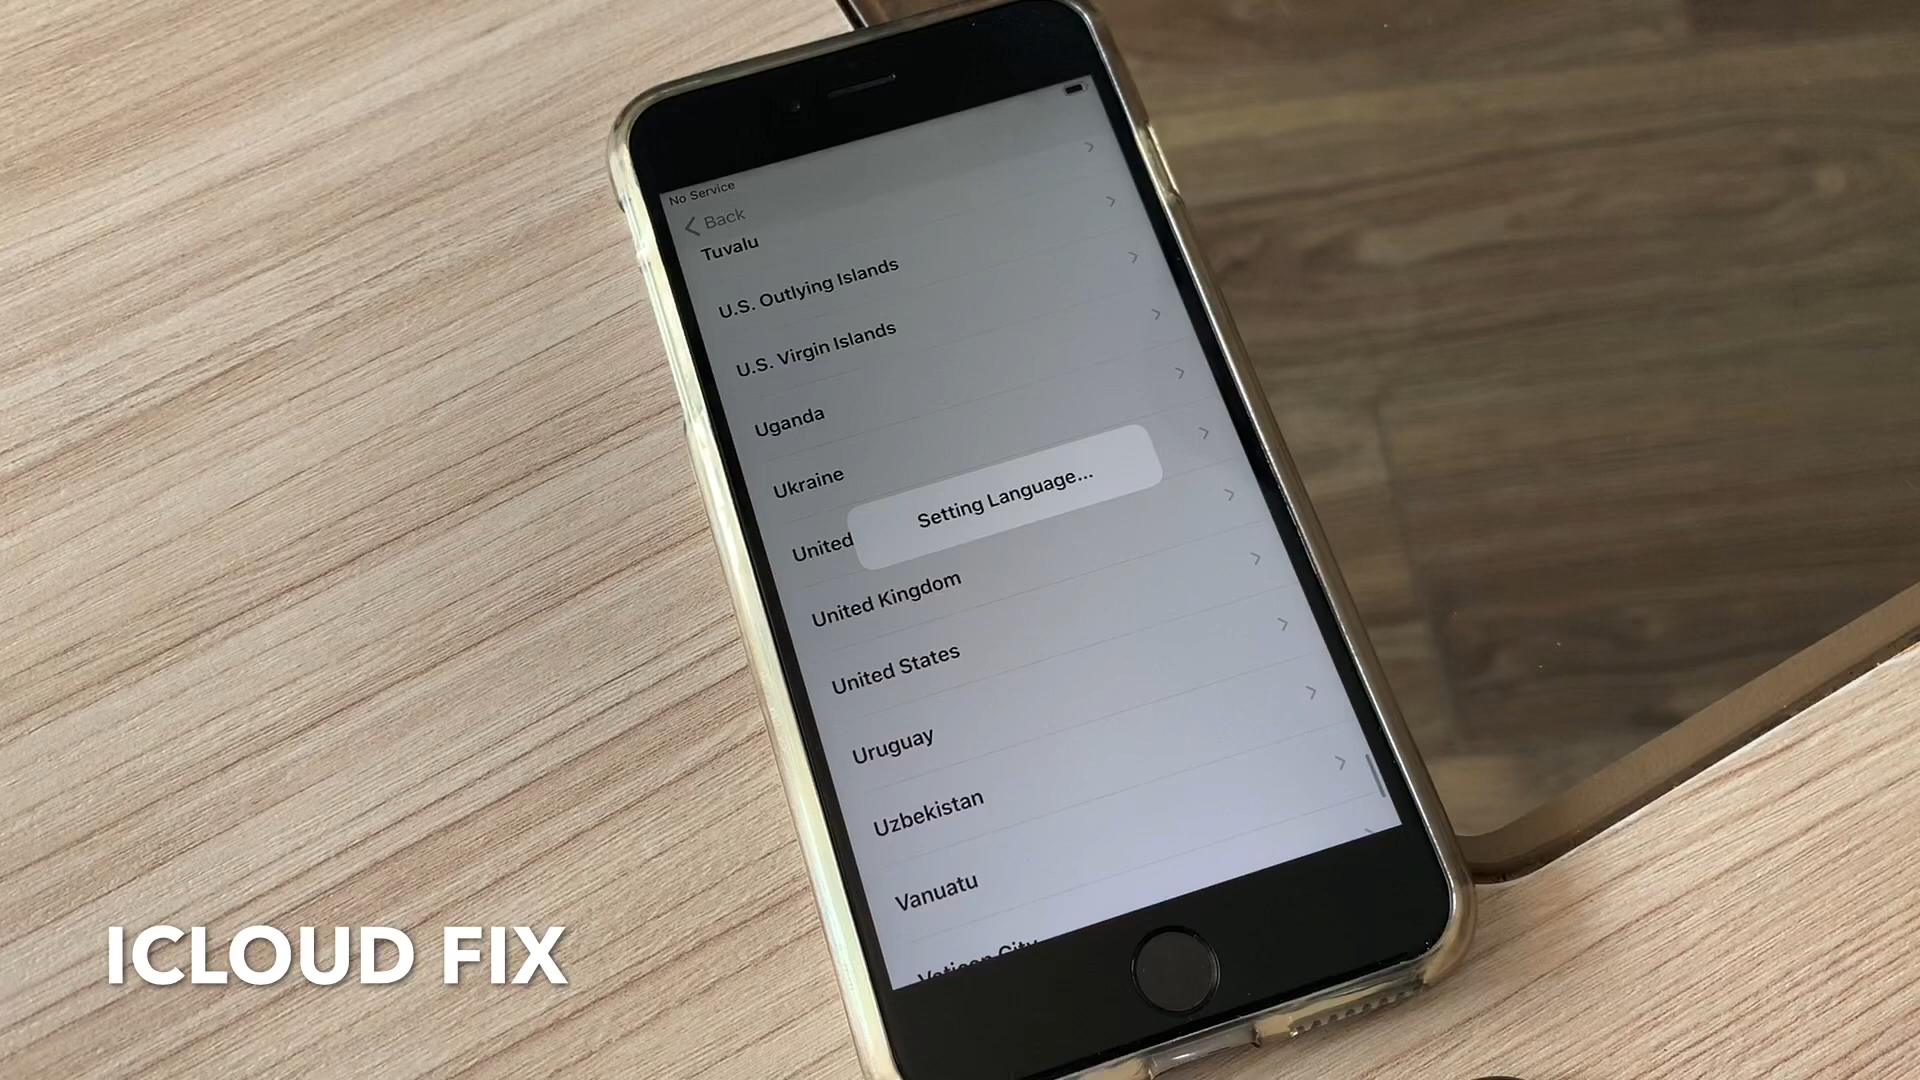 No Service
Back
Tuvalu
U.S. Outlying Islands
U.S. Virgin Islands
Uganda
Ukraine
United
Setting Language...
United Kingdom
United States
Uruguay
Uzbekistan
Vanuatu
Vatican City
ICLOUD FIX